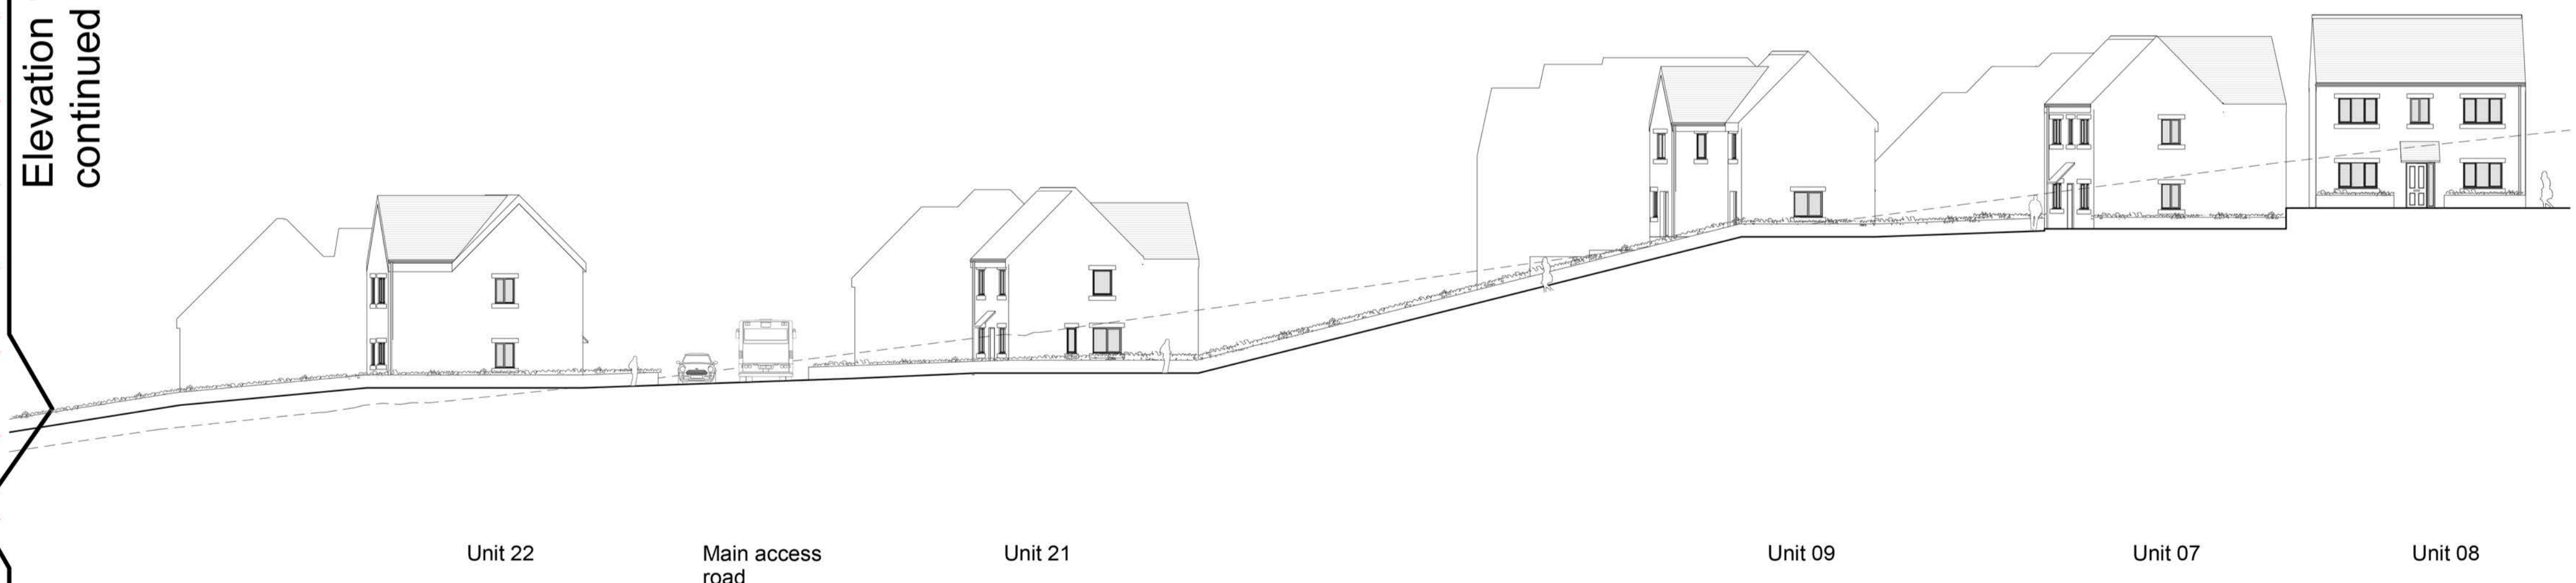 Elevation
continued
Unit 22
Main access
road
Unit 21
Unit 09
Unit 07
Unit 08